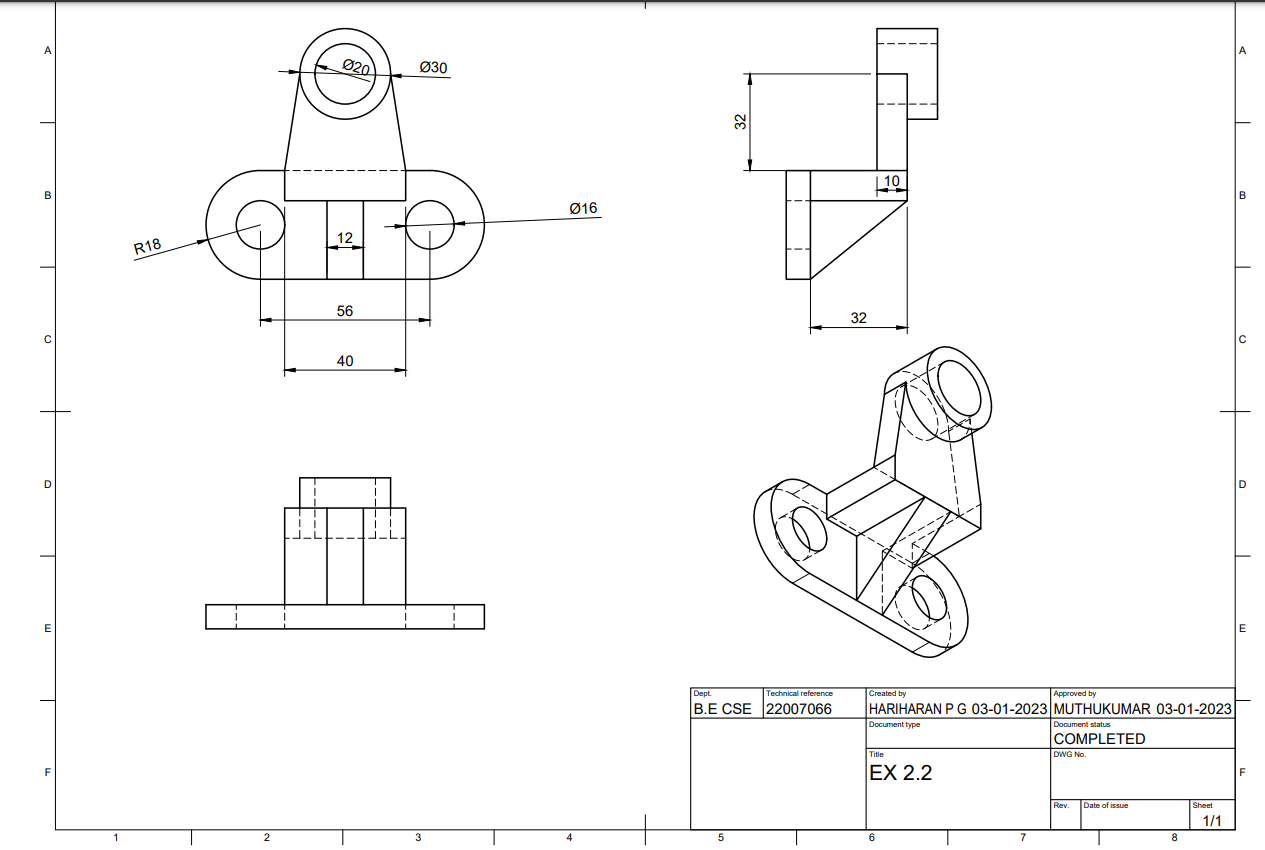 A
A
Ø20
Ø30
32
B
10
B
Ø16
R18
12
56
32
C
C
40
D
D
E
E
Dept.
Technical reference
Created by
Approved by
B.E CSE
22007066
HARIHARAN P G 03-01-2023
MUTHUKUMAR 03-01-2023
Document type
Document status
COMPLETED
Title
DWG No.
EX 2.2
F
F
Rev.
Date of issue
Sheet
1/1
1
2
3
4
5
6
7
8